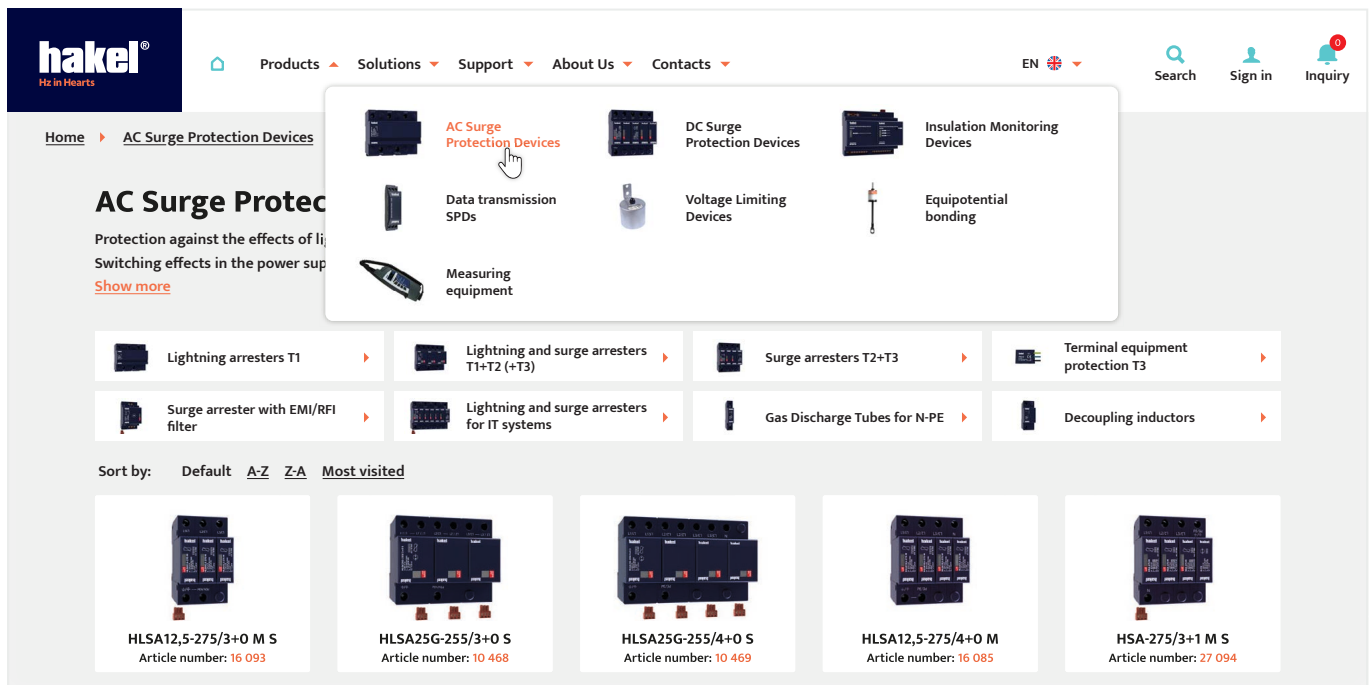 hakel®
Hz in Hearts
Products
Solutions
Support
About Us
Contacts
EN
Search
Sign in
0
Inquiry
Home
AC Surge Protection Devices
AC Surge
Protection Devices
DC Surge
Protection Devices
Insulation Monitoring
Devices
Data transmission
SPDs
Voltage Limiting
Devices
Equipotential
bonding
Measuring
equipment
AC Surge Protec
Protection against the effects of li
Switching effects in the power sup
Show more
Lightning arresters T1
Lightning and surge arresters
T1+T2 (+T3)
Surge arresters T2+T3
Terminal equipment
protection T3
Surge arrester with EMI/RFI
filter
Lightning and surge arresters
for IT systems
Gas Discharge Tubes for N-PE
Decoupling inductors
Sort by: Default A-Z Z-A Most visited
HLSA12,5-275/3+0 M S
Article number: 16 093
HLSA25G-255/3+0 S
Article number: 10 468
HLSA25G-255/4+0 S
Article number: 10 469
HLSA12,5-275/4+0 M
Article number: 16 085
HSA-275/3+1 M S
Article number: 27 094